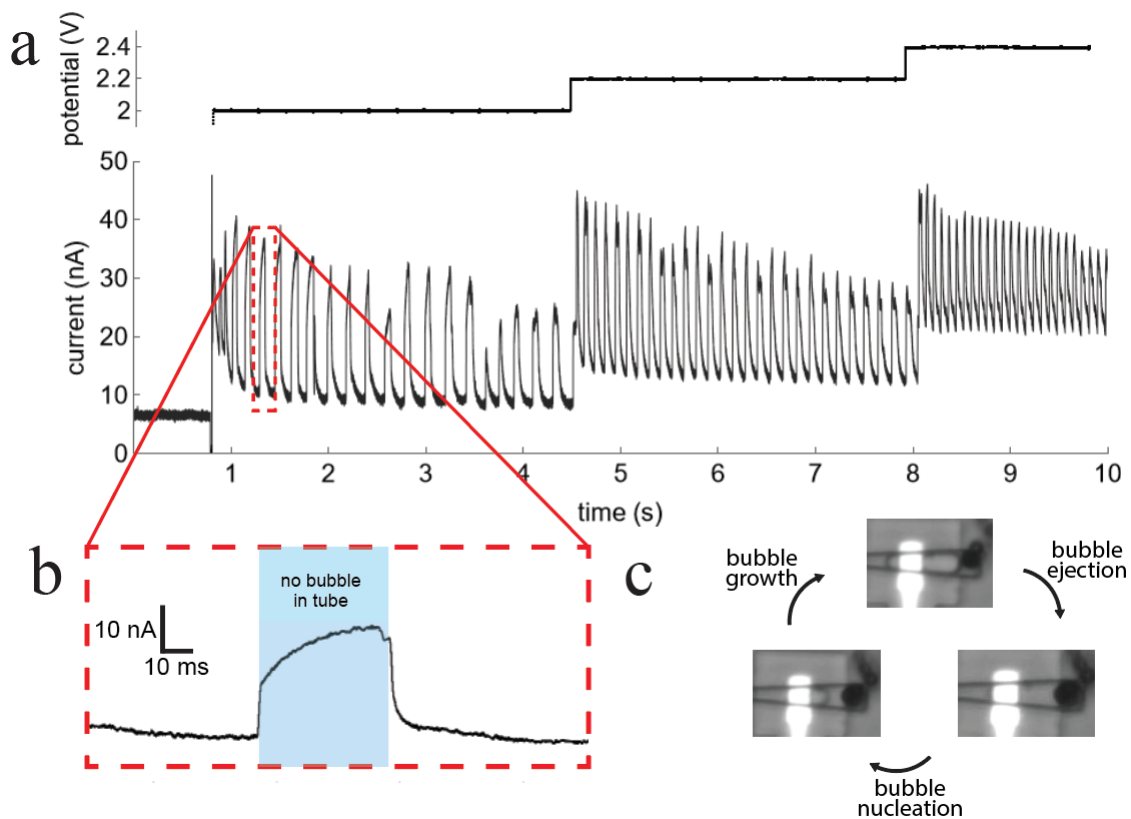 a
potential (V)
2.4
2.2
2
50
40
30
20
10
0
current (nA)
1 2 3 4 5 6 7 8 9 10
time (s)
b
no bubble
in tube
10 nA
10 ms
c
bubble
growth
bubble
ejection
bubble
nucleation